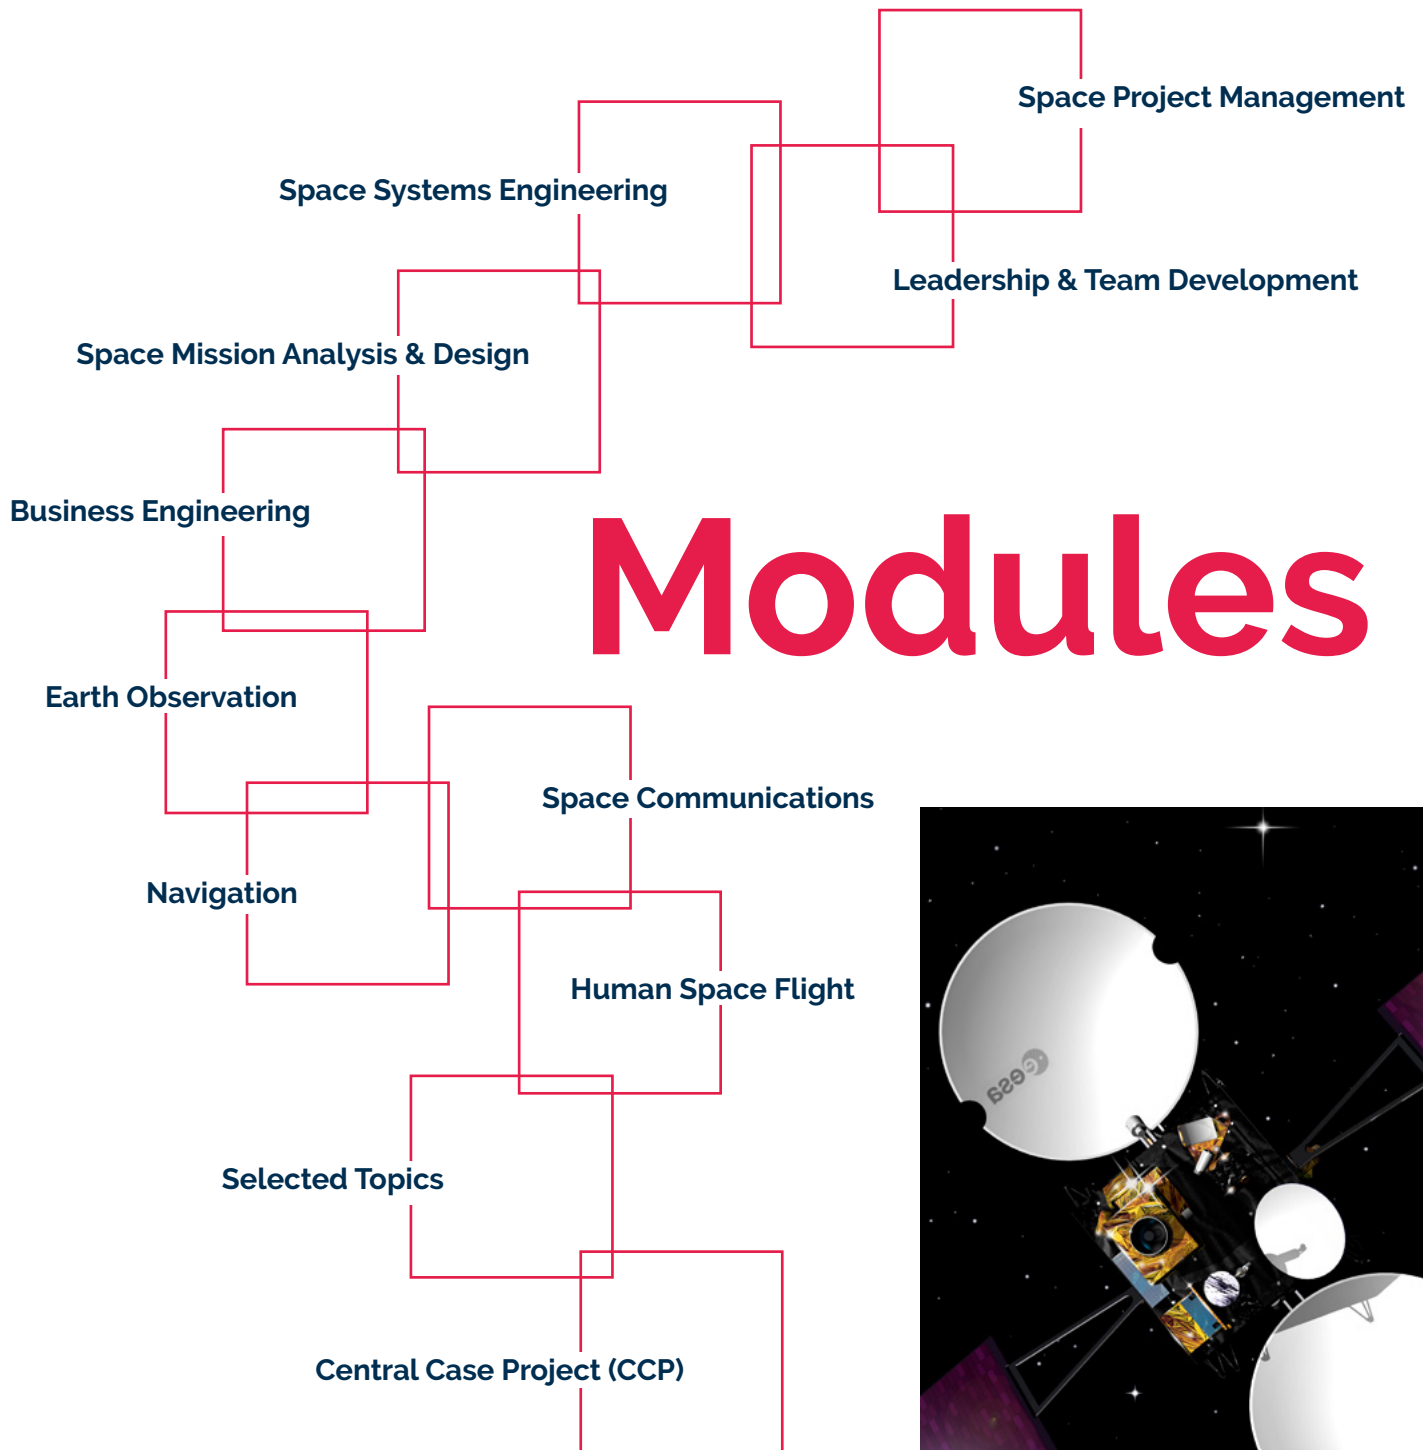 Space Project Management
Space Systems Engineering
Leadership & Team Development
Space Mission Analysis & Design
Business Engineering
Modules
Earth Observation
Space Communications
Navigation
Human Space Flight
esa
Selected Topics
Central Case Project (CCP)